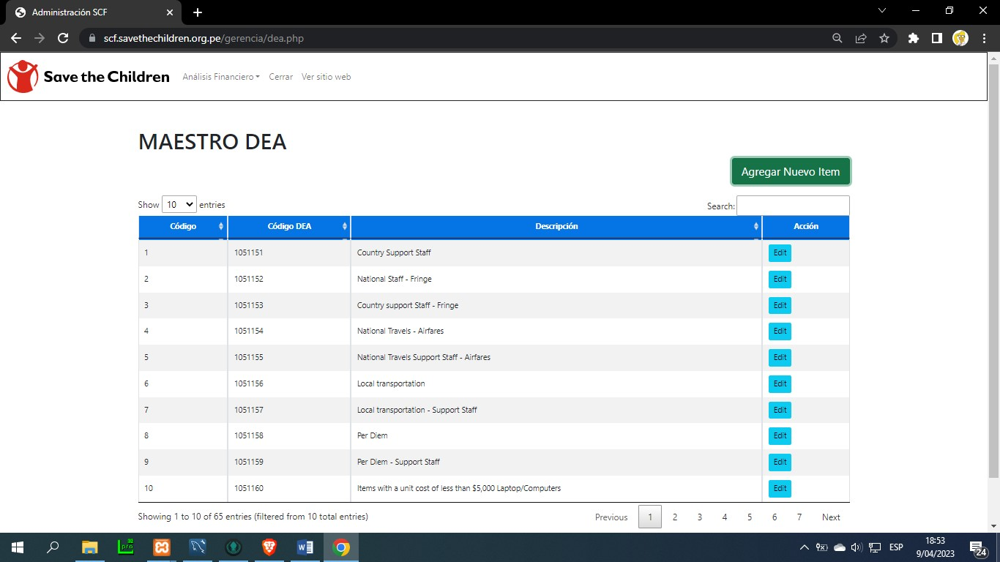 Administración SCF
scf.savethechildren.org.pe/gerencia/dea.php
Save the Children Análisis Financiero Cerrar Ver sitio web
MAESTRO DEA
Agregar Nuevo Item
Show 10 entries Search:
Código Código DEA Descripción Acción
1 1051151 Country Support Staff Edit
2 1051152 National Staff - Fringe Edit
3 1051153 Country support Staff - Fringe Edit
4 1051154 National Travels - Airfares Edit
5 1051155 National Travels Support Staff - Airfares Edit
6 1051156 Local transportation Edit
7 1051157 Local transportation - Support Staff Edit
8 1051158 Per Diem Edit
9 1051159 Per Diem - Support Staff Edit
10 1051160 Items with a unit cost of less than $5,000 Laptop/Computers Edit
Showing 1 to 10 of 65 entries (filtered from 10 total entries) Previous 1 2 3 4 5 6 7 Next
ESP 18:53
9/04/2023
24